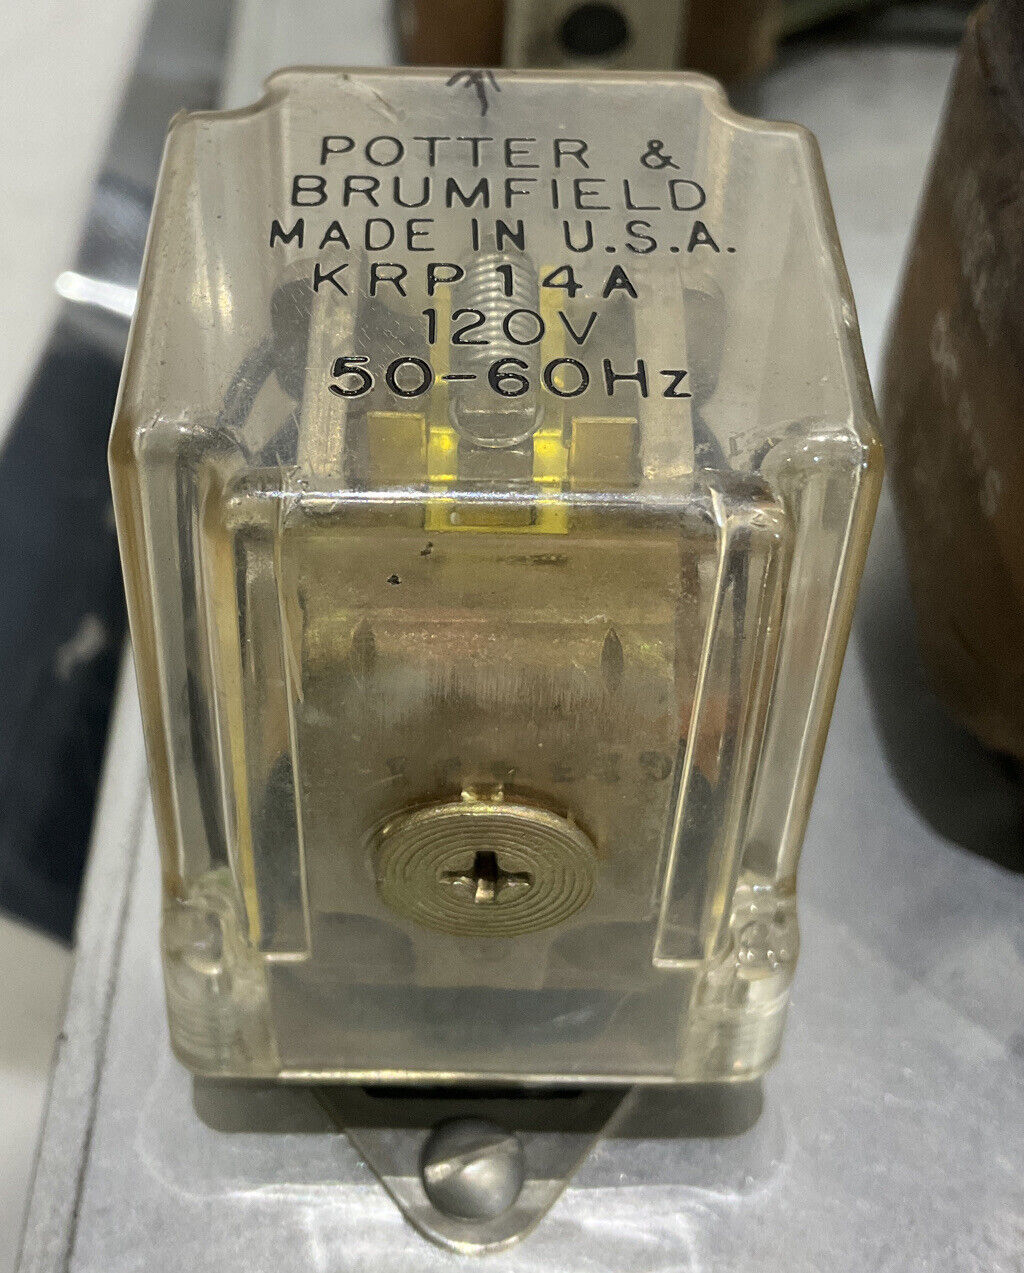 POTTER &
BRUMFIELD
MADE IN U.S.A.
KRP14A
120V
50-60Hz